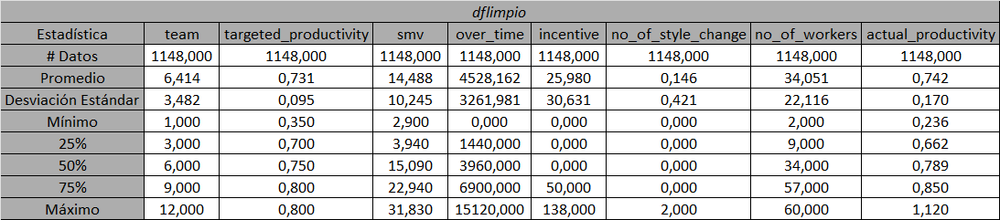 dflimpio
Estadística team targeted_productivity smv over_time incentive no_of_style_change no_of_workers actual_productivity
# Datos 1148,000 1148,000 1148,000 1148,000 1148,000 1148,000 1148,000 1148,000
Promedio 6,414 0,731 14,488 4528,162 25,980 0,146 34,051 0,742
Desviación Estándar 3,482 0,095 10,245 3261,981 30,631 0,421 22,116 0,170
Mínimo 1,000 0,350 2,900 0,000 0,000 0,000 2,000 0,236
25% 3,000 0,700 3,940 1440,000 0,000 0,000 9,000 0,662
50% 6,000 0,750 15,090 3960,000 0,000 0,000 34,000 0,789
75% 9,000 0,800 22,940 6900,000 50,000 0,000 57,000 0,850
Máximo 12,000 0,800 31,830 15120,000 138,000 2,000 60,000 1,120